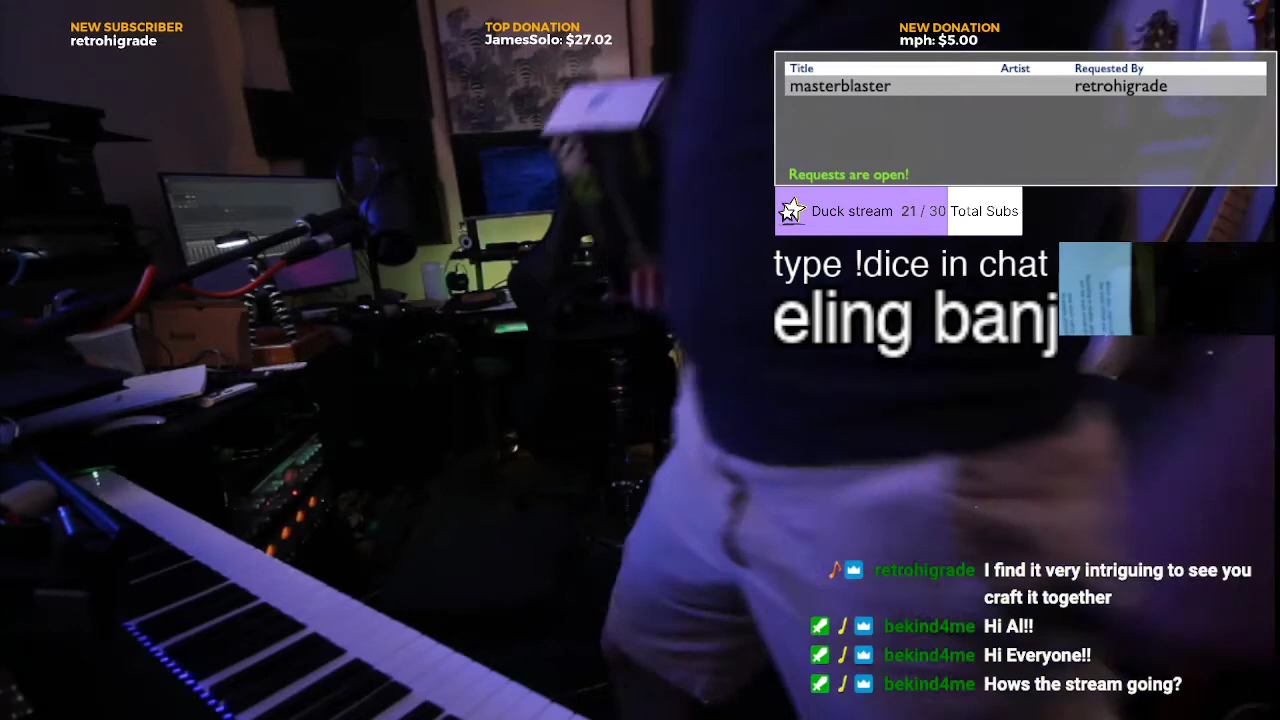 NEW SUBSCRIBER
retrohigrade
TOP DONATION
JamesSolo: $27.02
NEW DONATION
mph: $5.00
Title Artist Requested By
masterblaster retrohigrade
Requests are open!
Duck stream 21 / 30 Total Subs
type !dice in chat
eling banj
retrohigrade I find it very intriguing to see you
craft it together
bekind4me Hi Al!!
bekind4me Hi Everyone!!
bekind4me Hows the stream going?